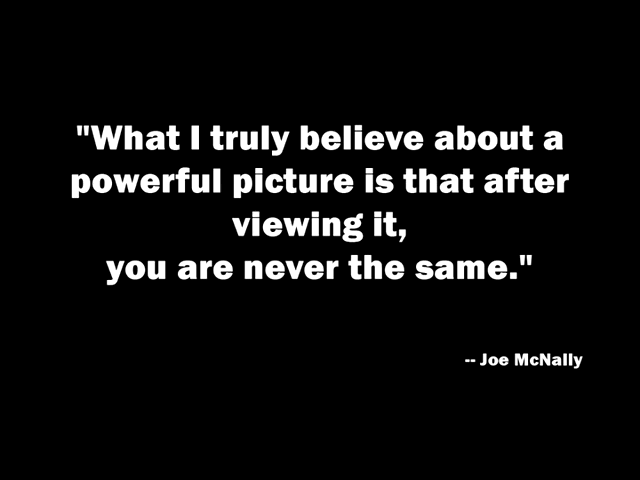 "What I truly believe about a
powerful picture is that after
viewing it,
you are never the same."
-- Joe McNally